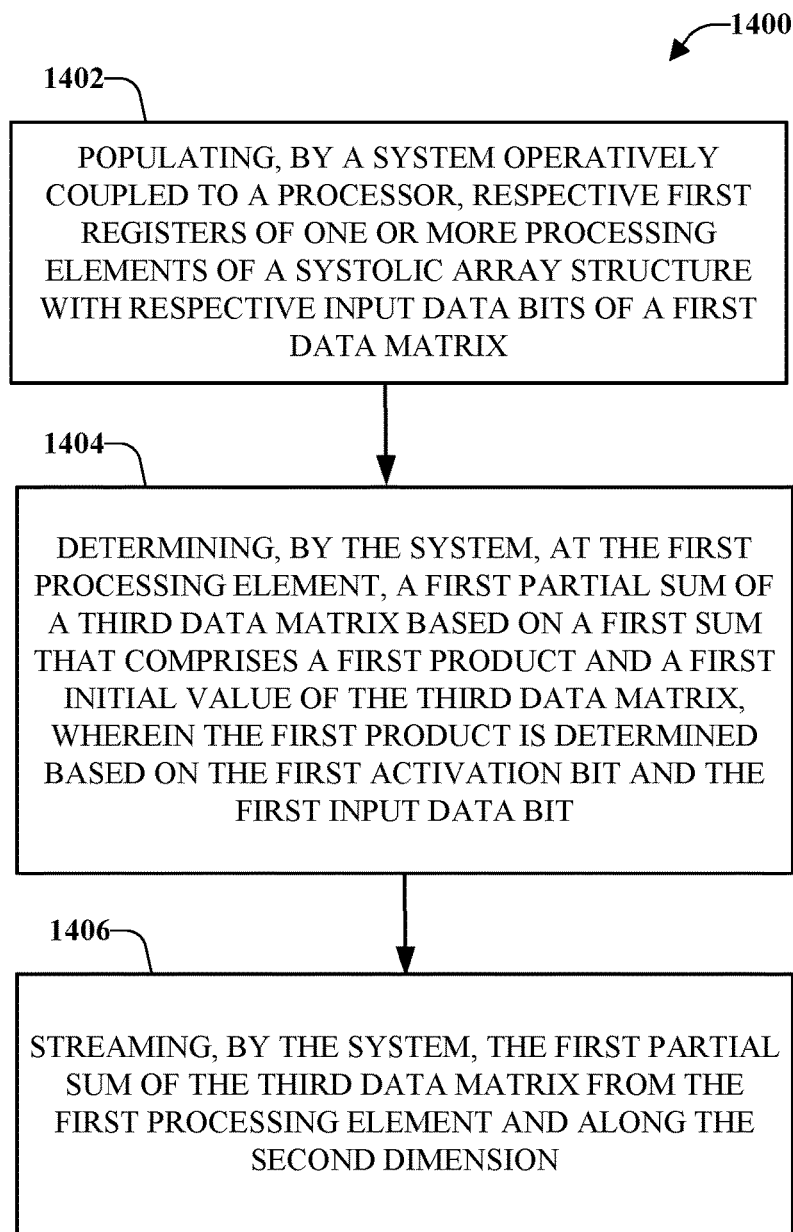 1400
1402
POPULATING, BY A SYSTEM OPERATIVELY
COUPLED TO A PROCESSOR, RESPECTIVE FIRST
REGISTERS OF ONE OR MORE PROCESSING
ELEMENTS OF A SYSTOLIC ARRAY STRUCTURE
WITH RESPECTIVE INPUT DATA BITS OF A FIRST
DATA MATRIX
1404
DETERMINING, BY THE SYSTEM, AT THE FIRST
PROCESSING ELEMENT, A FIRST PARTIAL SUM OF
A THIRD DATA MATRIX BASED ON A FIRST SUM
THAT COMPRISES A FIRST PRODUCT AND A FIRST
INITIAL VALUE OF THE THIRD DATA MATRIX,
WHEREIN THE FIRST PRODUCT IS DETERMINED
BASED ON THE FIRST ACTIVATION BIT AND THE
FIRST INPUT DATA BIT
1406
STREAMING, BY THE SYSTEM, THE FIRST PARTIAL
SUM OF THE THIRD DATA MATRIX FROM THE
FIRST PROCESSING ELEMENT AND ALONG THE
SECOND DIMENSION